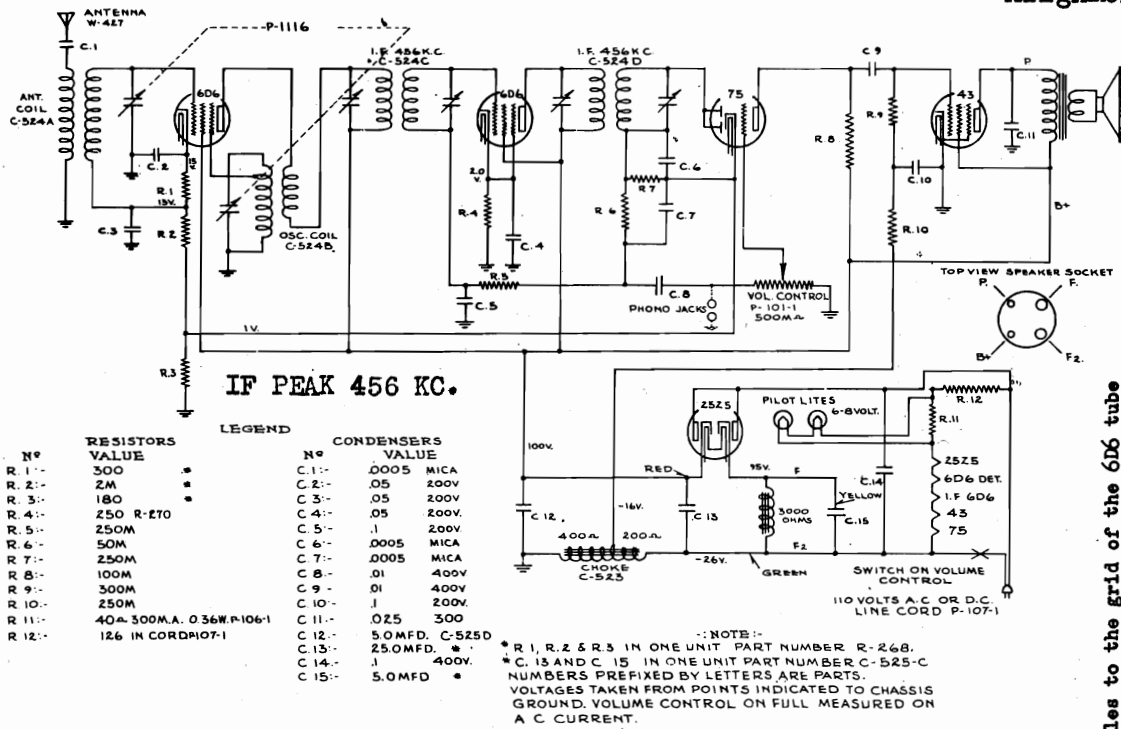 ANTENNA
W-427
P-1116
C.1
ANT.
COIL
C-524A
6D6
I.F. 456 K.C.
C-524C
6D6
I.F. 456 KC.
C-524D
75
C 9
43
P
C.2
15
R.1
13V.
C.3
R 2
OSC. COIL
C-524B
2.0
V.
R.4
C.4
R.5
C.5
R 7
R 6
C.6
C.7
C.8
PHONO JACKS
VOL. CONTROL
P-101-1
500MΩ
R 8
R.9
C.10
R.10
C.11
B+
TOP VIEW SPEAKER SOCKET
P. F.
B+ F2.
1V.
R.3
IF PEAK 456 KC.
25Z5
PILOT LITES
6-8VOLT.
R.12
R.11
100V.
RED
95V.
F
YELLOW
C.14
25Z5
6D6 DET.
I.F 6D6
43
75
C 12
-16V.
C 13
3000
OHMS
C.15
400Ω 200Ω
CHOKE
C-523
-26V.
F2
GREEN
SWITCH ON VOLUME
CONTROL
110 VOLTS A·C OR D.C.
LINE CORD P-107-1
LEGEND
RESISTORS
Nº VALUE
R. 1:- 300 *
R. 2:- 2M *
R. 3:- 180 *
R. 4:- 250 R-270
R. 5:- 250M
R. 6:- 50M
R 7:- 250M
R 8:- 100M
R 9:- 300M
R 10:- 250M
R 11:- 40Ω 300M.A. 0.36W. P-106-1
R 12:- 126 IN CORD P107-1
CONDENSERS
Nº VALUE
C.1:- .0005 MICA
C.2:- .05 200V
C 3:- .05 200V.
C 4:- .05 200V.
C 5:- .1 200V.
C 6:- .0005 MICA
C 7:- .0005 MICA
C 8:- .01 400V
C 9- .01 400V
C 10:- .1 200V.
C 11.- .025 300
C 12:- 5.0MFD. C-525D
C.13:- 25.0MFD. *
C 14.- .1 400V.
C 15:- 5.0MFD *
-:NOTE:-
* R 1, R.2 & R.3 IN ONE UNIT PART NUMBER R-268.
* C. 13 AND C 15 IN ONE UNIT PART NUMBER C-525-C
NUMBERS PREFIXED BY LETTERS ARE PARTS.
VOLTAGES TAKEN FROM POINTS INDICATED TO CHASSIS
GROUND. VOLUME CONTROL ON FULL MEASURED ON
A C CURRENT.
les to the grid of the 6D6 tube